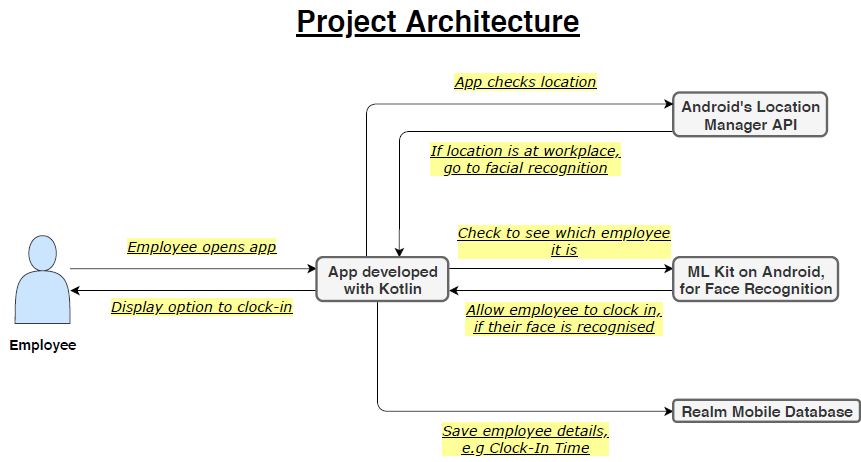 Project Architecture
App checks location
Android's Location
Manager API
If location is at workplace,
go to facial recognition
Employee opens app
Check to see which employee
it is
App developed
with Kotlin
ML Kit on Android,
for Face Recognition
Display option to clock-in
Allow employee to clock in,
if their face is recognised
Employee
Realm Mobile Database
Save employee details,
e.g Clock-In Time